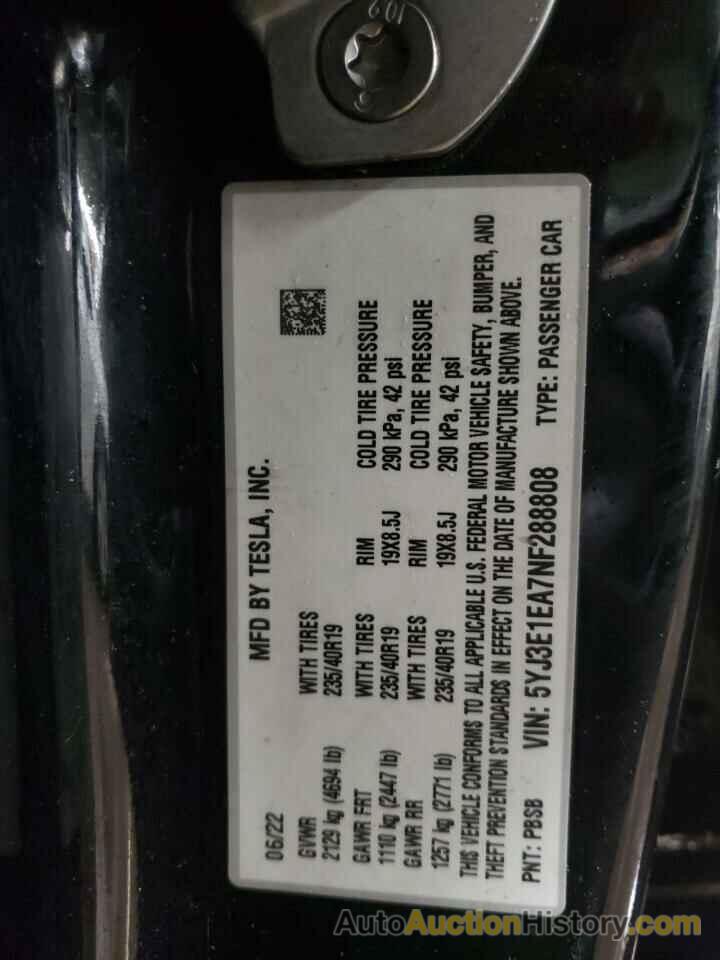 10.9
MFD BY TESLA, INC.
06/22
GVWR WITH TIRES
2129 kg (4694 lb) 235/40R19
GAWR FRT WITH TIRES RIM COLD TIRE PRESSURE
1110 kg (2447 lb) 235/40R19 19X8.5J 290 kPa, 42 psi
GAWR RR WITH TIRES RIM COLD TIRE PRESSURE
1257 kg (2771 lb) 235/40R19 19X8.5J 290 kPa, 42 psi
THIS VEHICLE CONFORMS TO ALL APPLICABLE U.S. FEDERAL MOTOR VEHICLE SAFETY, BUMPER, AND
THEFT PREVENTION STANDARDS IN EFFECT ON THE DATE OF MANUFACTURE SHOWN ABOVE.
PNT: PBSB VIN: 5YJ3E1EA7NF288808 TYPE: PASSENGER CAR
AutoAuctionHistory.com